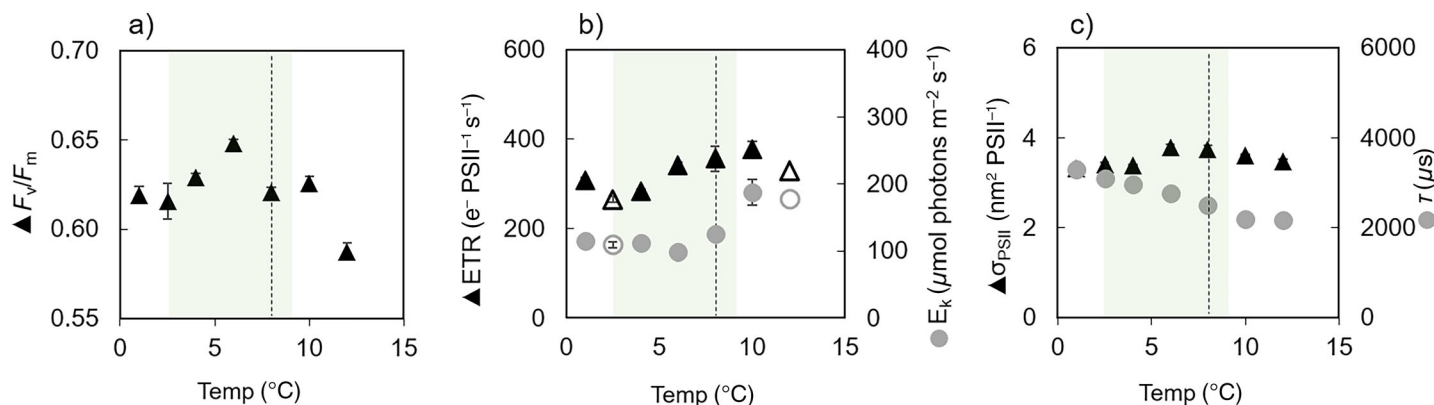 a)
0.70
0.65
0.60
0.55
▲ Fv/Fm
0 5 10 15
Temp (°C)
b)
600
400
200
0
▲ ETR (e⁻ PSII⁻¹ s⁻¹)
400
300
200
100
0
● Eₖ (µmol photons m⁻² s⁻¹)
0 5 10 15
Temp (°C)
c)
6
4
2
0
▲σPSII (nm² PSII⁻¹)
6000
4000
2000
0
● τ (µs)
0 5 10 15
Temp (°C)